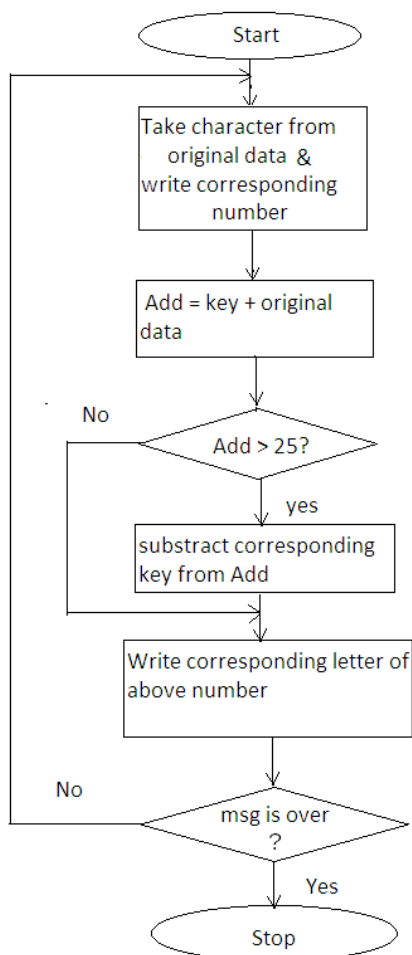 Start
Take character from
original data &
write corresponding
number
Add = key + original
data
No
Add > 25?
yes
substract corresponding
key from Add
Write corresponding letter of
above number
No
msg is over
?
Yes
Stop